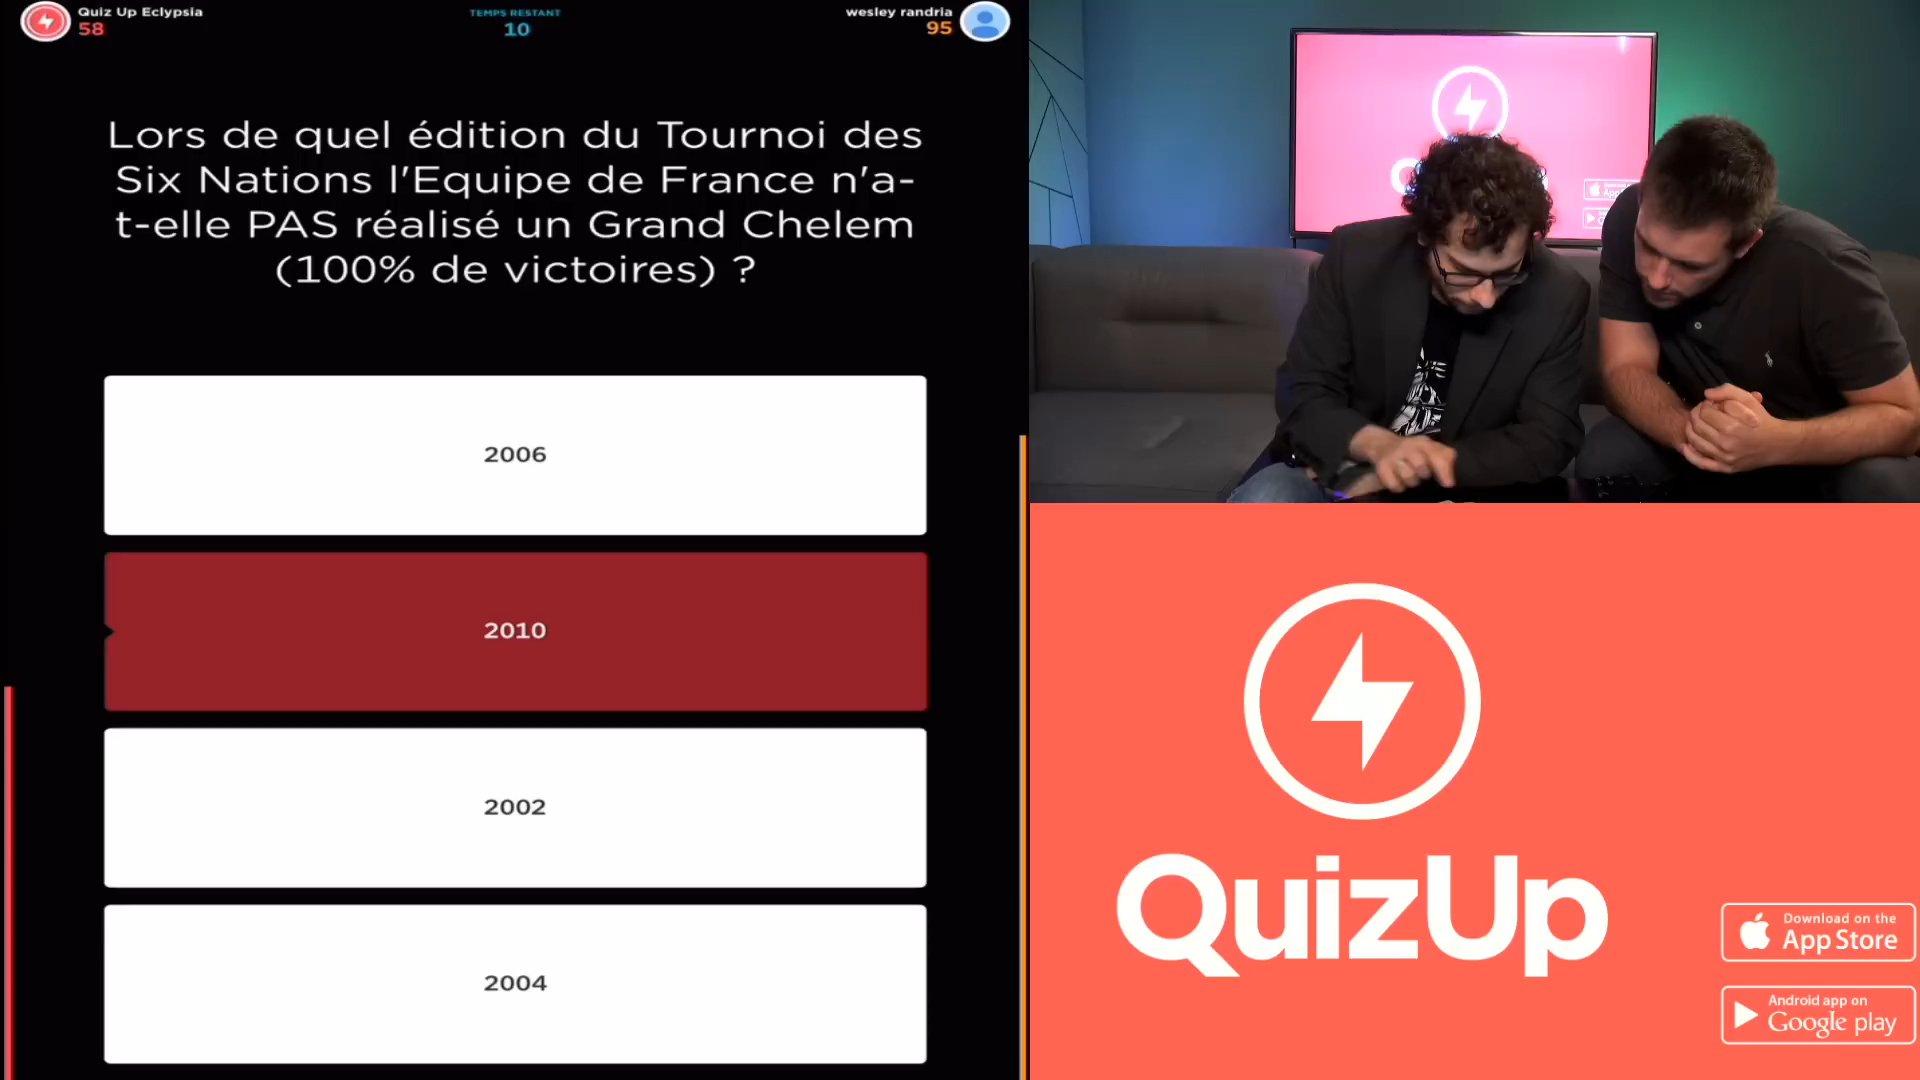 Quiz Up Eclypsia
58
TEMPS RESTANT
10
wesley randria
95
Lors de quel édition du Tournoi des
Six Nations l'Equipe de France n'a-
t-elle PAS réalisé un Grand Chelem
(100% de victoires) ?
2006
2010
2002
2004
QuizUp
Download on the
App Store
Android app on
Google play